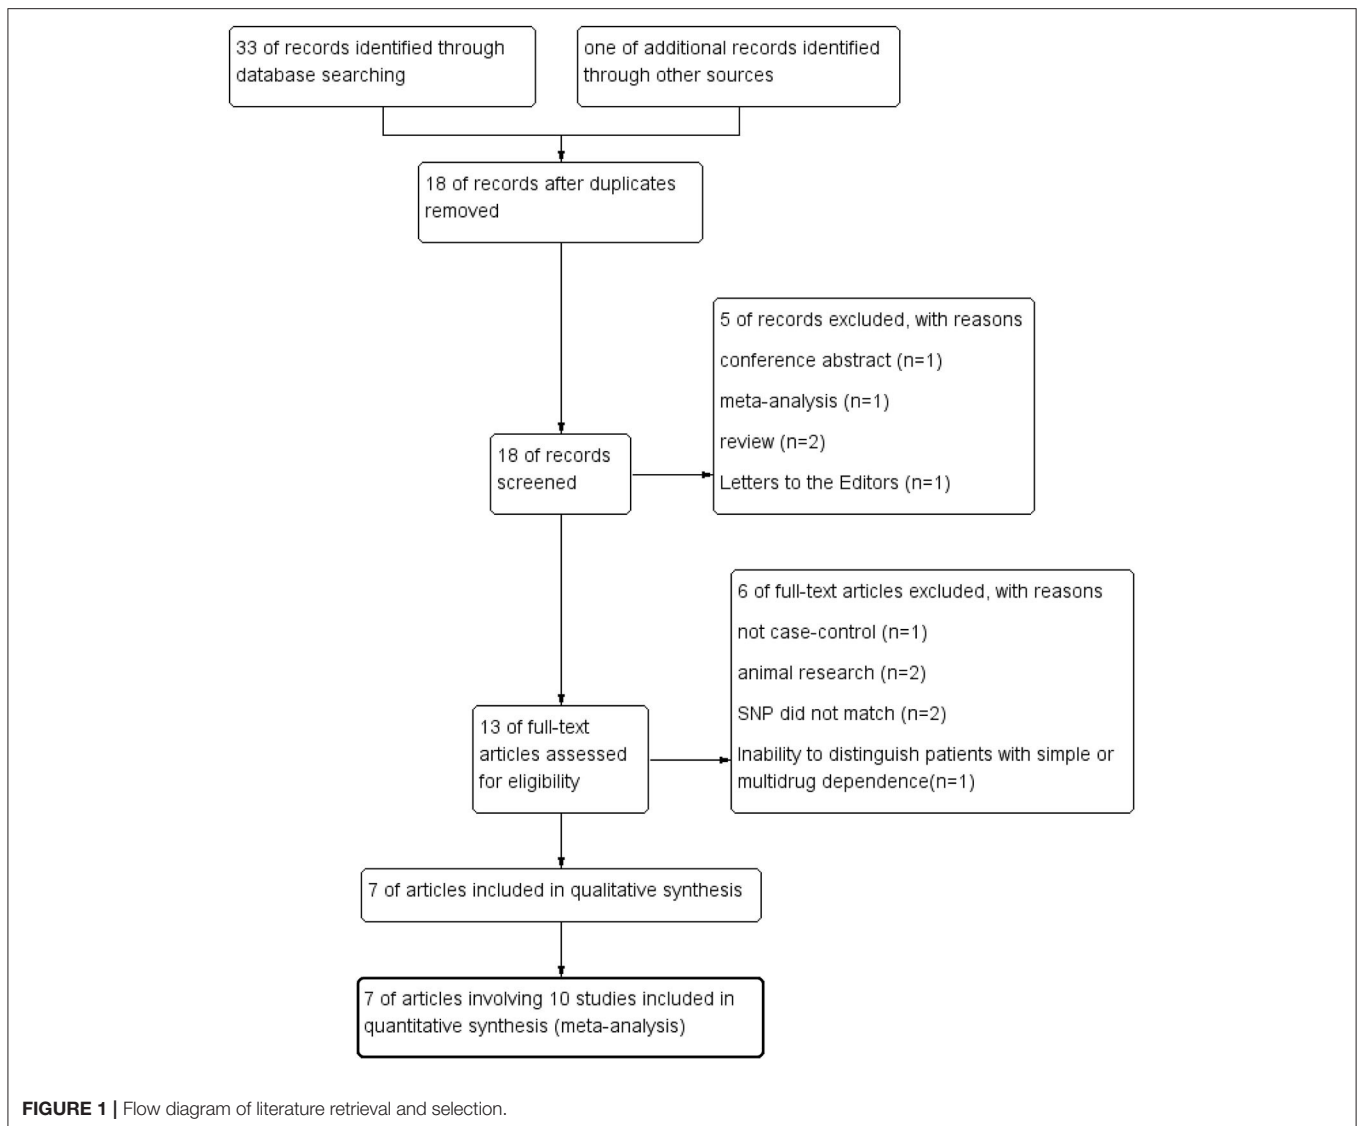 33 of records identified through
database searching
one of additional records identified
through other sources
18 of records after duplicates
removed
5 of records excluded, with reasons
conference abstract (n=1)
meta-analysis (n=1)
review (n=2)
Letters to the Editors (n=1)
18 of records
screened
6 of full-text articles excluded, with reasons
not case-control (n=1)
animal research (n=2)
SNP did not match (n=2)
Inability to distinguish patients with simple or
multidrug dependence(n=1)
13 of full-text
articles assessed
for eligibility
7 of articles included in qualitative synthesis
7 of articles involving 10 studies included in
quantitative synthesis (meta-analysis)
FIGURE 1 | Flow diagram of literature retrieval and selection.